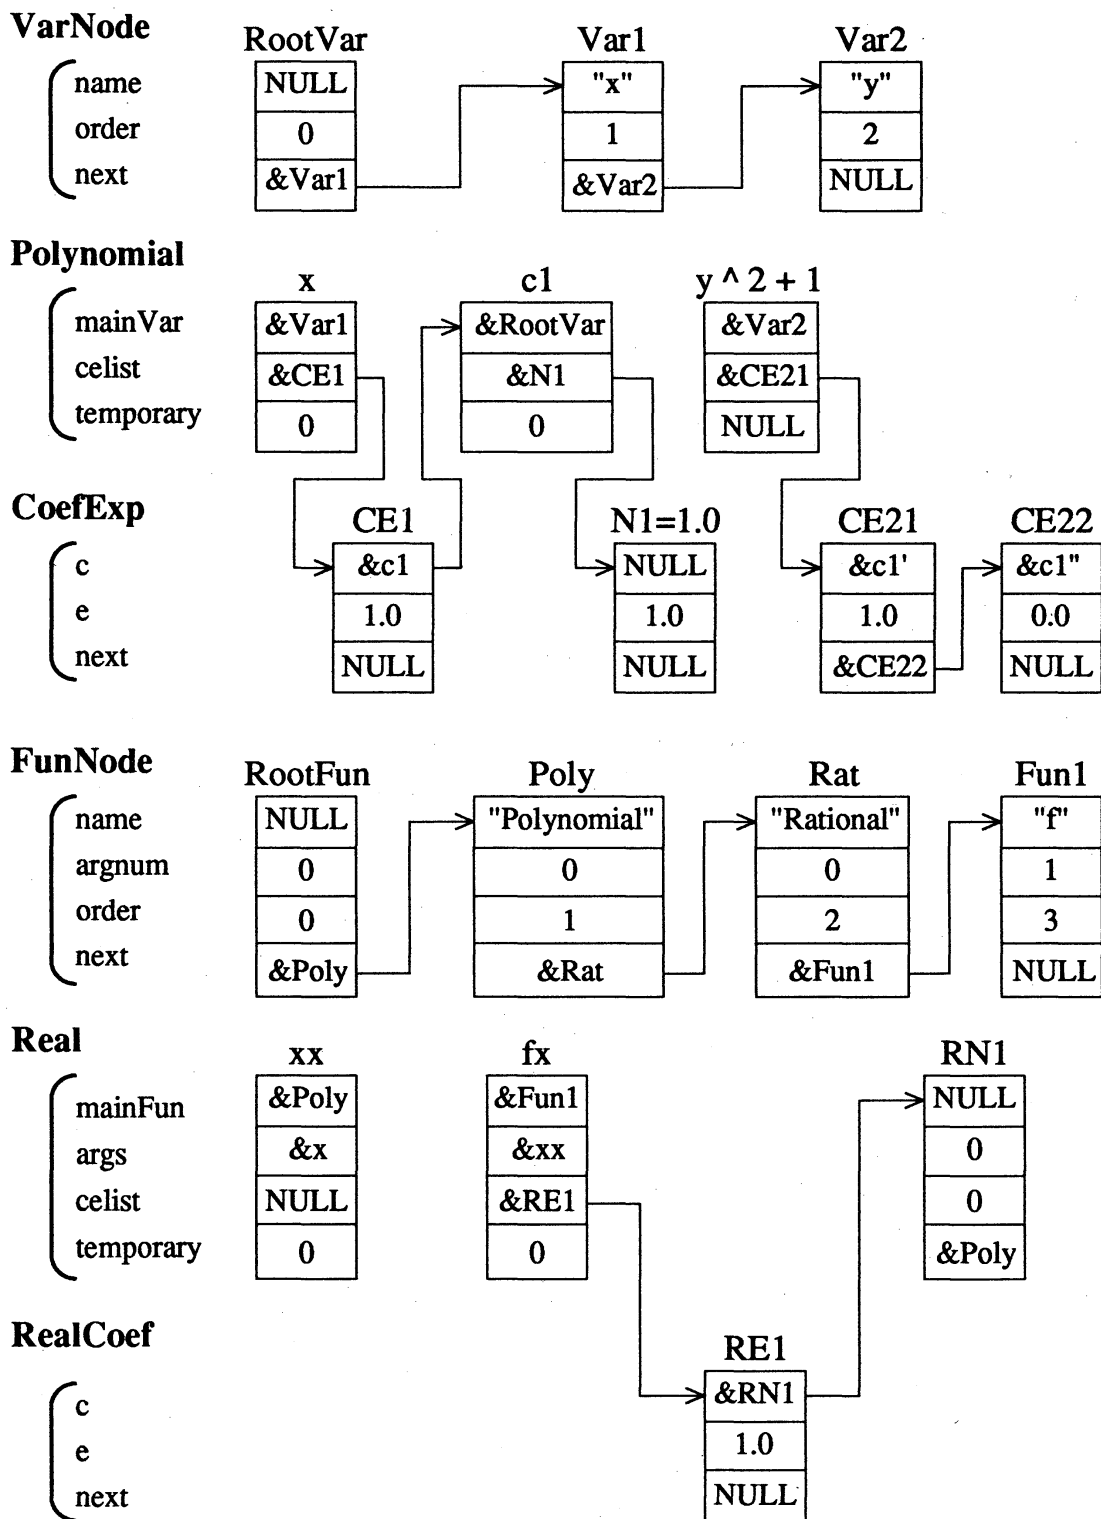 VarNode
RootVar Var1 Var2
name NULL "x" "y"
order 0 1 2
next &Var1 &Var2 NULL
Polynomial
x c1 y ^ 2 + 1
mainVar &Var1 &RootVar &Var2
celist &CE1 &N1 &CE21
temporary 0 0 NULL
CoefExp
CE1 N1=1.0 CE21 CE22
c &c1 NULL &c1' &c1"
e 1.0 1.0 1.0 0.0
next NULL NULL &CE22 NULL
FunNode
RootFun Poly Rat Fun1
name NULL "Polynomial" "Rational" "f"
argnum 0 0 0 1
order 0 1 2 3
next &Poly &Rat &Fun1 NULL
Real
xx fx RN1
mainFun &Poly &Fun1 NULL
args &x &xx 0
celist NULL &RE1 0
temporary 0 0 &Poly
RealCoef
RE1
c &RN1
e 1.0
next NULL